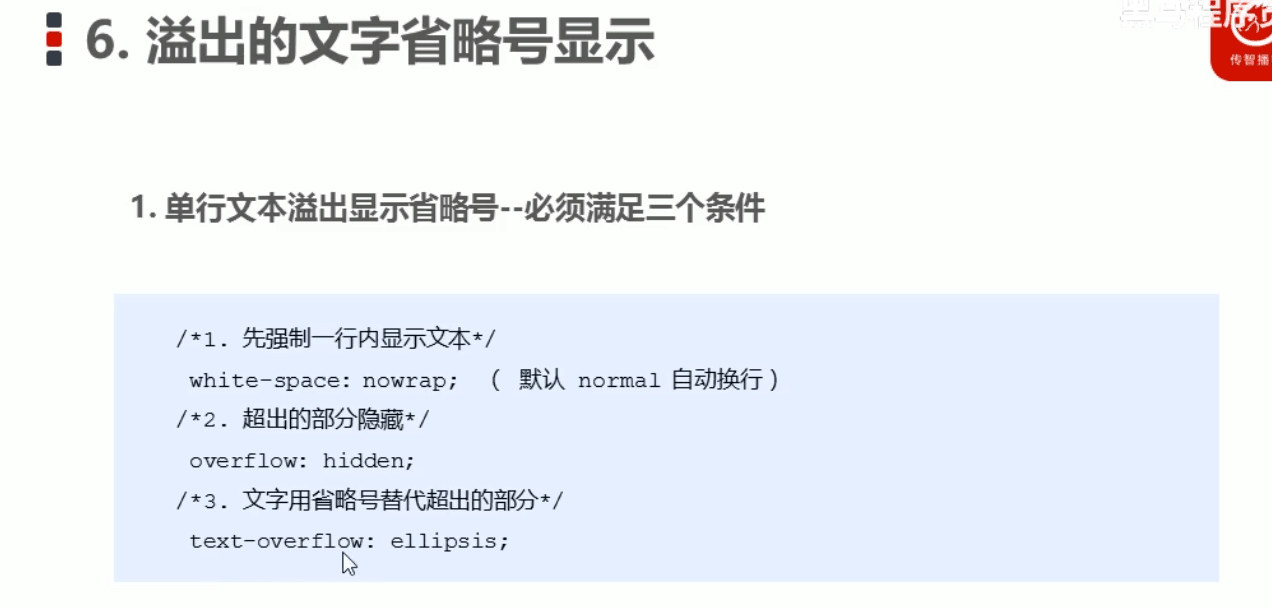 6. 溢出的文字省略号显示
传智播
1. 单行文本溢出显示省略号--必须满足三个条件
/*1. 先强制一行内显示文本*/
white-space: nowrap; （ 默认 normal 自动换行）
/*2. 超出的部分隐藏*/
overflow: hidden;
/*3. 文字用省略号替代超出的部分*/
text-overflow: ellipsis;